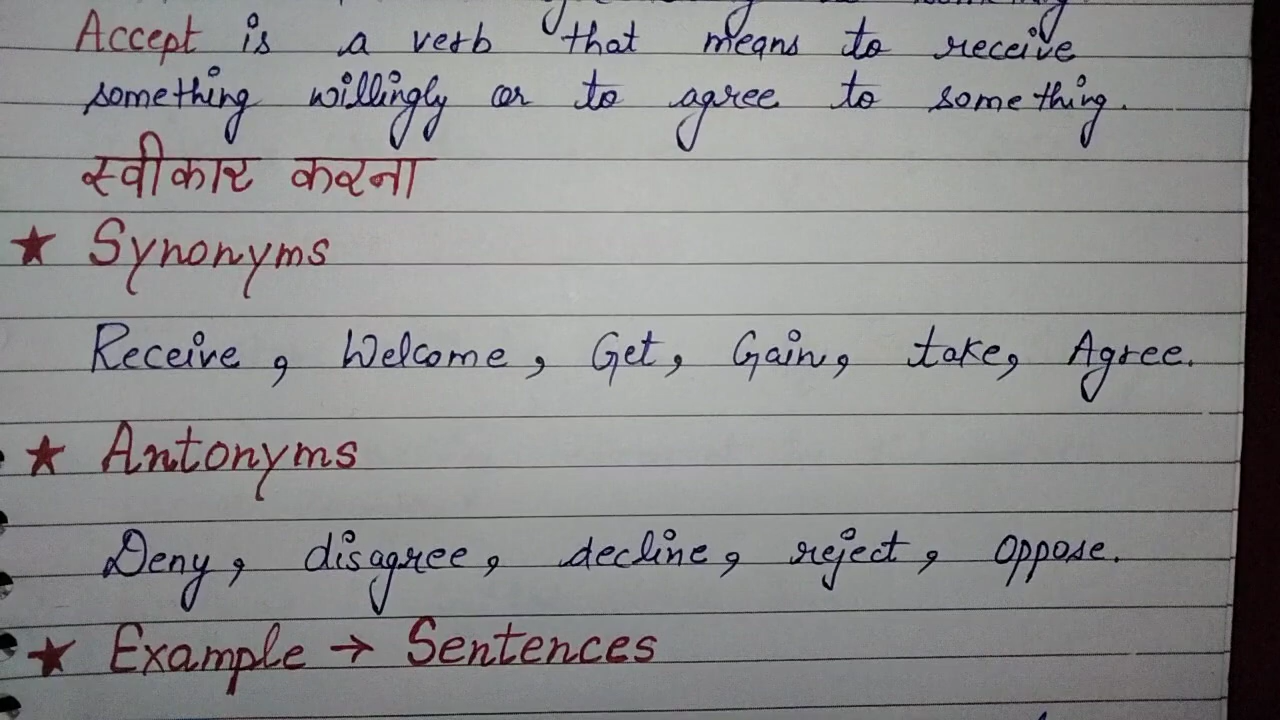 Accept is a verb that means to receive
something willingly or to agree to something.
स्वीकार करना
★ Synonyms
Receive, Welcome, Get, Gain, take, Agree.
★ Antonyms
Deny, disagree, decline, reject, oppose.
★ Example → Sentences